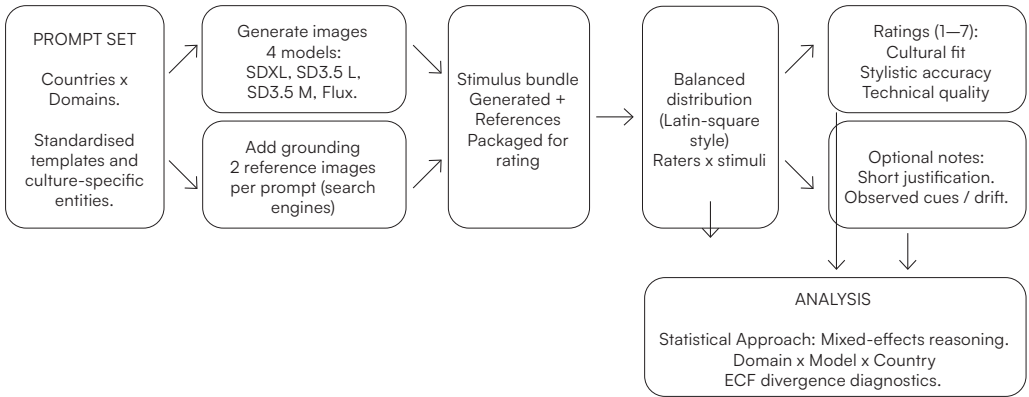 PROMPT SET
Countries x
Domains.
Standardised
templates and
culture-specific
entities.
Generate images
4 models:
SDXL, SD3.5 L,
SD3.5 M, Flux.
Add grounding
2 reference images
per prompt (search
engines)
Stimulus bundle
Generated +
References
Packaged for
rating
Balanced
distribution
(Latin-square
style)
Raters x stimuli
Ratings (1—7):
Cultural fit
Stylistic accuracy
Technical quality
Optional notes:
Short justification.
Observed cues / drift.
ANALYSIS
Statistical Approach: Mixed-effects reasoning.
Domain x Model x Country
ECF divergence diagnostics.